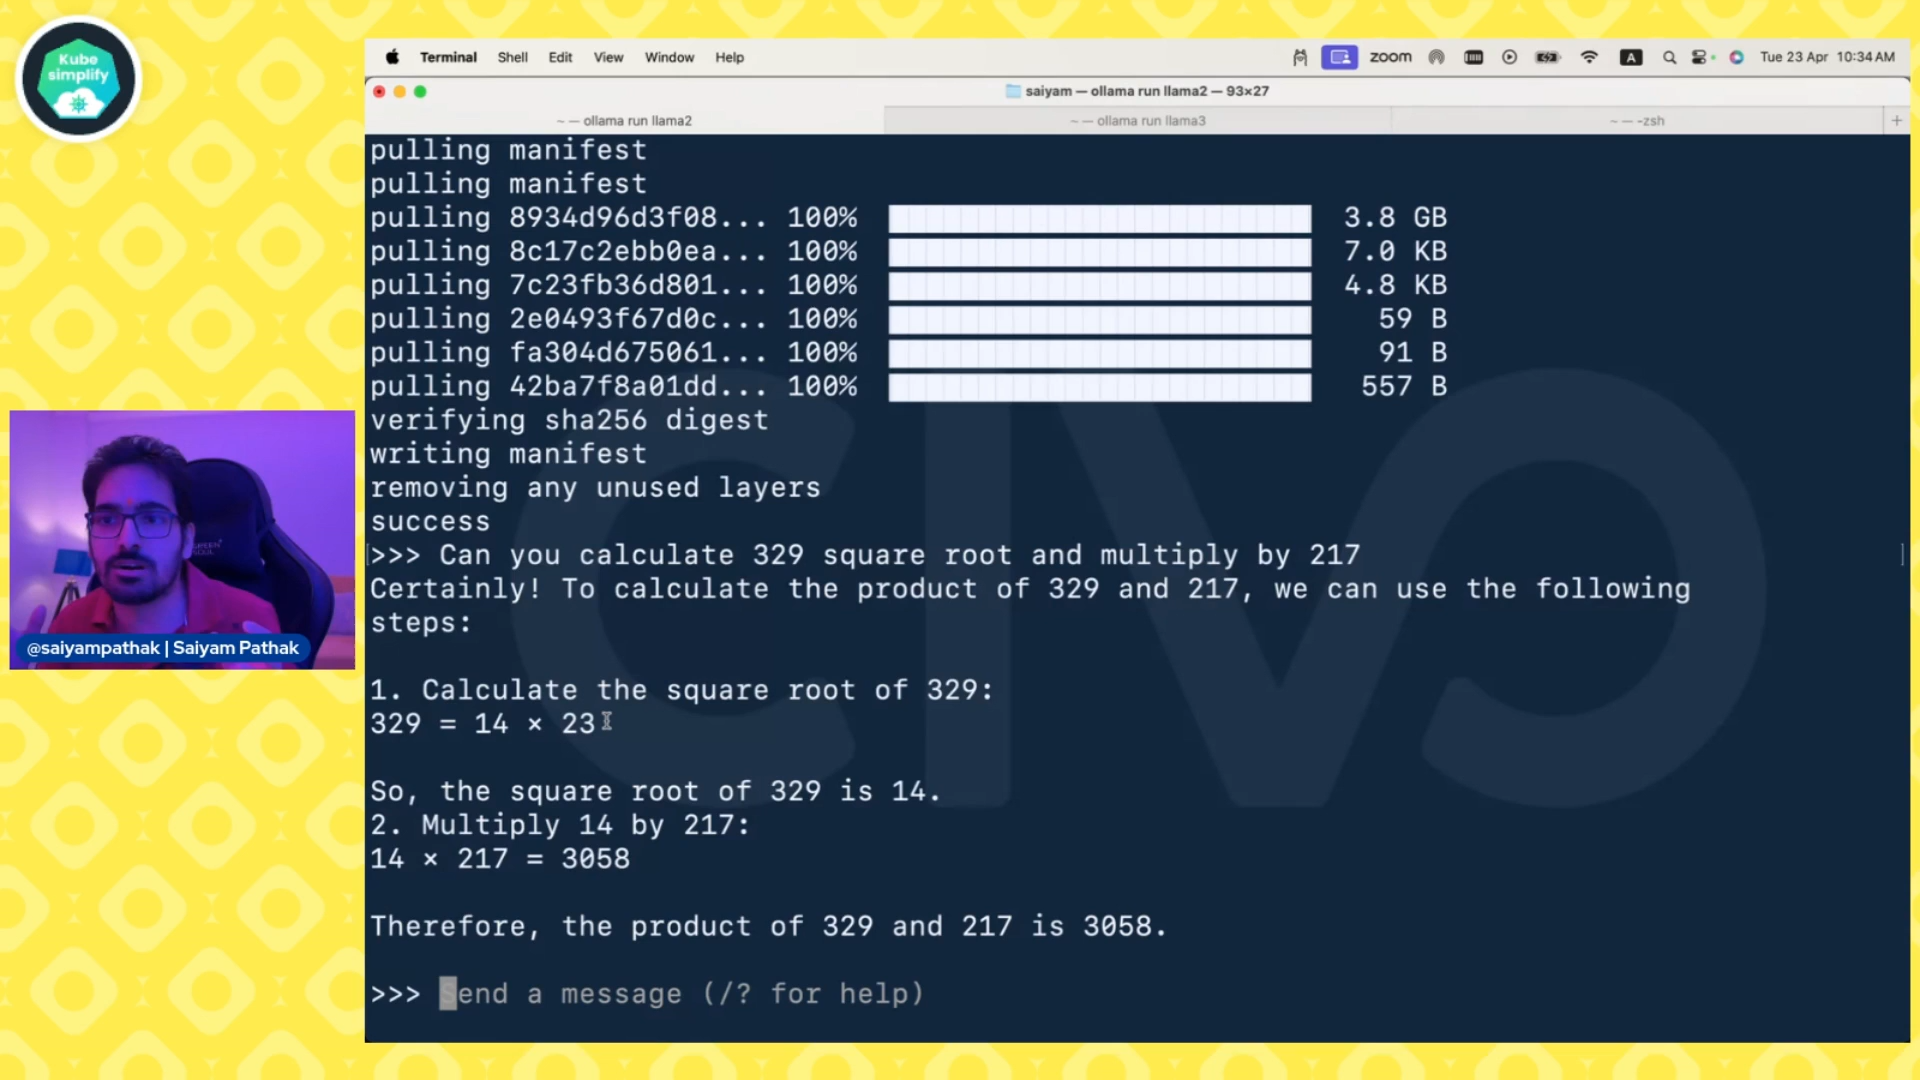 Kube
simplify
Terminal Shell Edit View Window Help
zoom A Tue 23 Apr 10:34 AM
saiyam — ollama run llama2 — 93×27
~ — ollama run llama2
~ — ollama run llama3
~ — -zsh
+
pulling manifest
pulling manifest
pulling 8934d96d3f08... 100% 3.8 GB
pulling 8c17c2ebb0ea... 100% 7.0 KB
pulling 7c23fb36d801... 100% 4.8 KB
pulling 2e0493f67d0c... 100% 59 B
pulling fa304d675061... 100% 91 B
pulling 42ba7f8a01dd... 100% 557 B
verifying sha256 digest
writing manifest
removing any unused layers
success
>>> Can you calculate 329 square root and multiply by 217
Certainly! To calculate the product of 329 and 217, we can use the following
steps:
1. Calculate the square root of 329:
329 = 14 × 23
So, the square root of 329 is 14.
2. Multiply 14 by 217:
14 × 217 = 3058
Therefore, the product of 329 and 217 is 3058.
>>> Send a message (/? for help)
CIVO
GREEN
SOUL
@saiyampathak | Saiyam Pathak